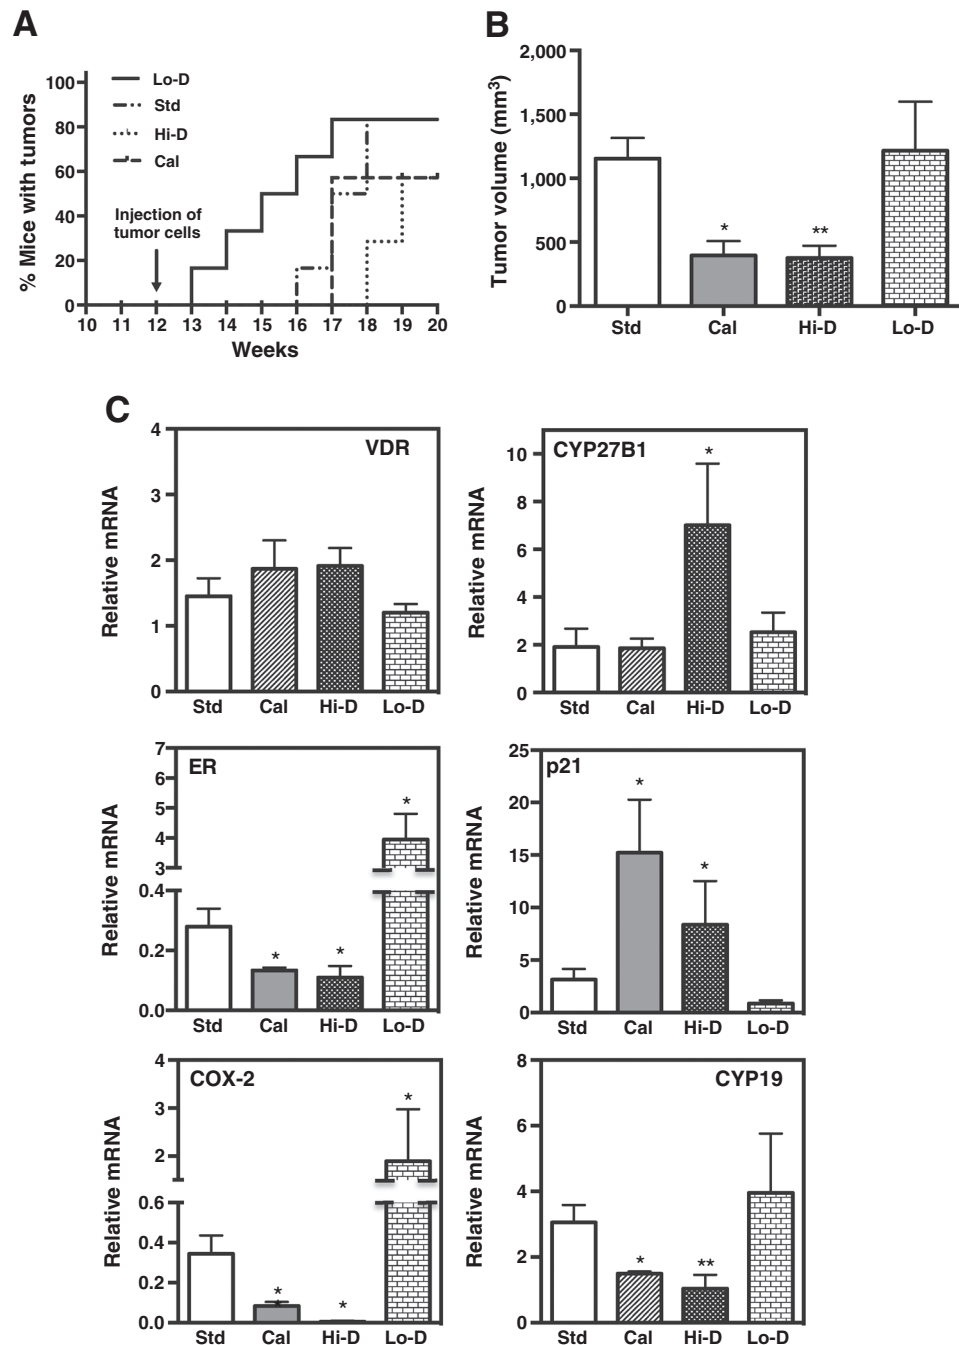 A
% Mice with tumors
100
80
60
40
20
0
Lo-D
Std
Hi-D
Cal
Injection of
tumor cells
10 11 12 13 14 15 16 17 18 19 20
Weeks
B
Tumor volume (mm³)
2,000
1,500
1,000
500
0
*
**
Std Cal Hi-D Lo-D
C
VDR
Relative mRNA
4
3
2
1
0
Std Cal Hi-D Lo-D
CYP27B1
Relative mRNA
10
8
6
4
2
0
*
Std Cal Hi-D Lo-D
ER
Relative mRNA
7
6
5
4
3
0.4
0.2
0.0
*
*
*
Std Cal Hi-D Lo-D
p21
Relative mRNA
25
20
15
10
5
0
*
*
Std Cal Hi-D Lo-D
COX-2
Relative mRNA
4
3
2
0.6
0.4
0.2
0.0
*
*
*
Std Cal Hi-D Lo-D
CYP19
Relative mRNA
8
6
4
2
0
*
**
Std Cal Hi-D Lo-D